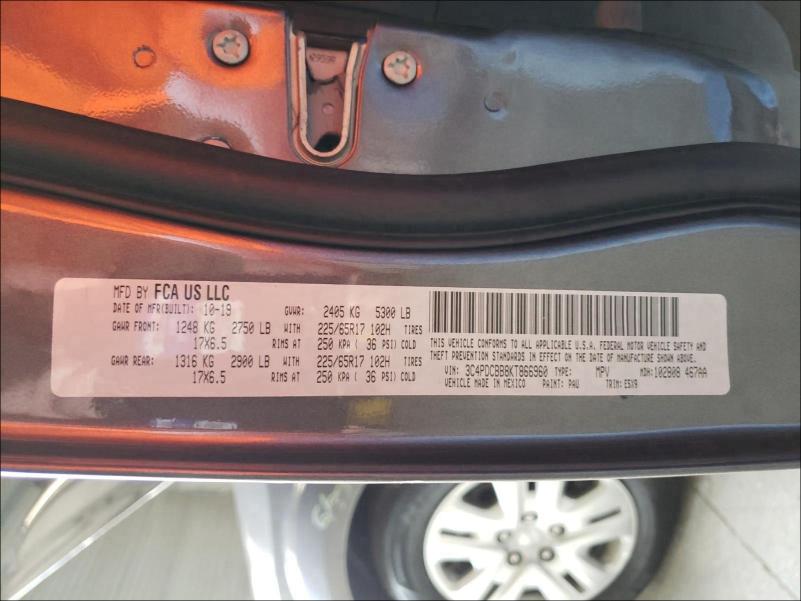 MFD BY FCA US LLC
DATE OF MFR(BUILT): 10-19 GVWR: 2405 KG 5300 LB
GAWR FRONT: 1248 KG 2750 LB WITH 225/65R17 102H TIRES
17X6.5 RIMS AT 250 KPA ( 36 PSI) COLD
GAWR REAR: 1316 KG 2900 LB WITH 225/65R17 102H TIRES
17X6.5 RIMS AT 250 KPA ( 36 PSI) COLD
THIS VEHICLE CONFORMS TO ALL APPLICABLE U.S.A. FEDERAL MOTOR VEHICLE SAFETY AND
THEFT PREVENTION STANDARDS IN EFFECT ON THE DATE OF MANUFACTURE SHOWN ABOVE.
VIN: 3C4PDCBB8KT866960 TYPE: MPV MDH: 102808 467AA
VEHICLE MADE IN MEXICO PAINT: PAU TRIM: E5X9